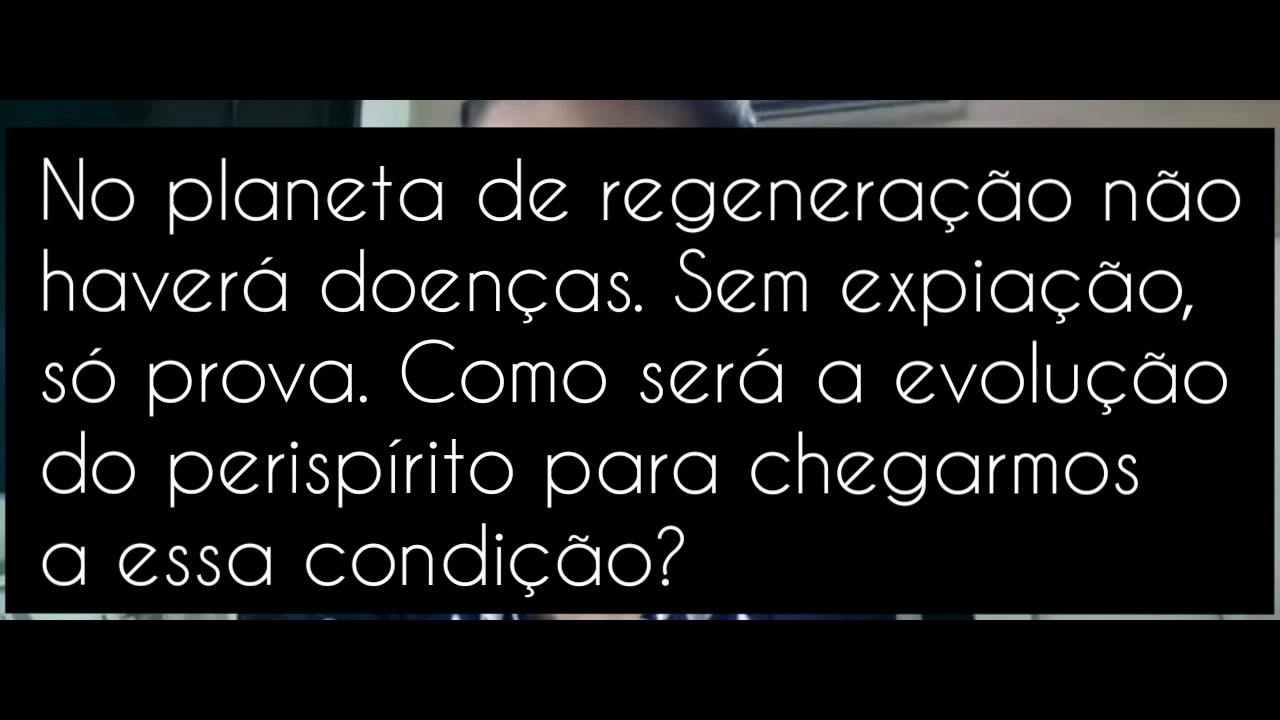 No planeta de regeneração não
haverá doenças. Sem expiação,
só prova. Como será a evolução
do perispírito para chegarmos
a essa condição?